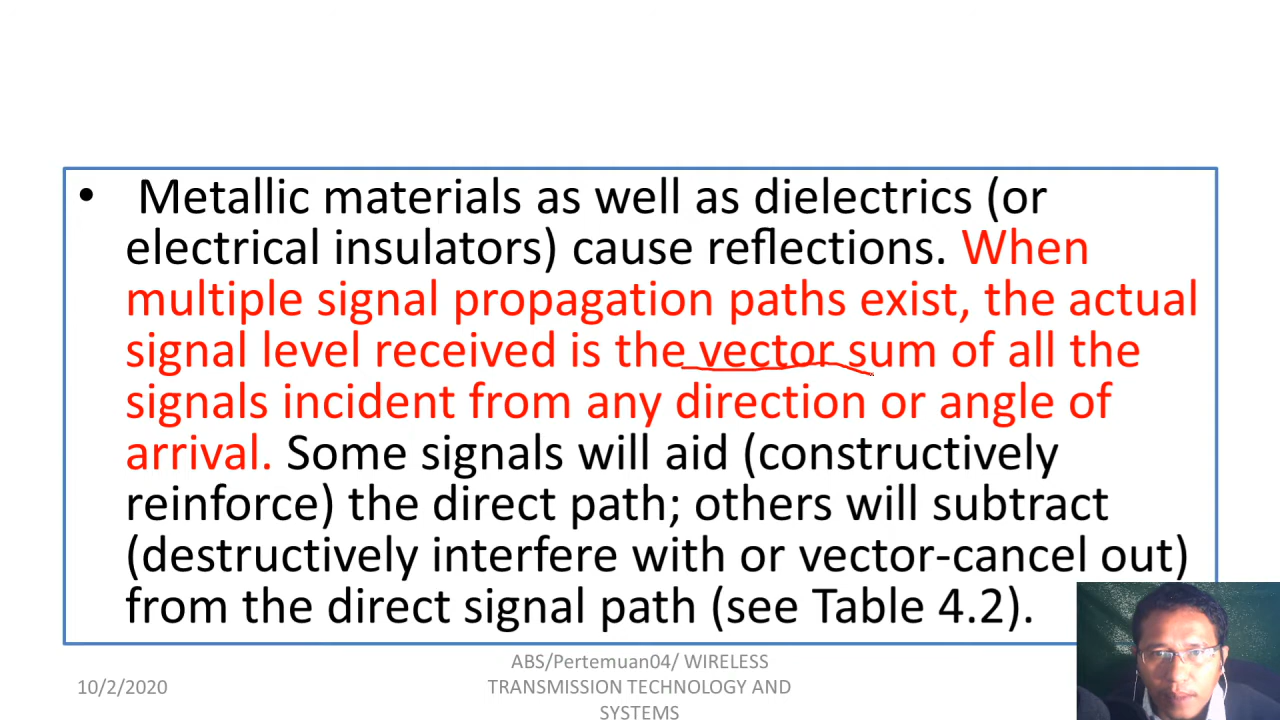 • Metallic materials as well as dielectrics (or
electrical insulators) cause reflections. When
multiple signal propagation paths exist, the actual
signal level received is the vector sum of all the
signals incident from any direction or angle of
arrival. Some signals will aid (constructively
reinforce) the direct path; others will subtract
(destructively interfere with or vector-cancel out)
from the direct signal path (see Table 4.2).
10/2/2020
ABS/Pertemuan04/ WIRELESS
TRANSMISSION TECHNOLOGY AND
SYSTEMS